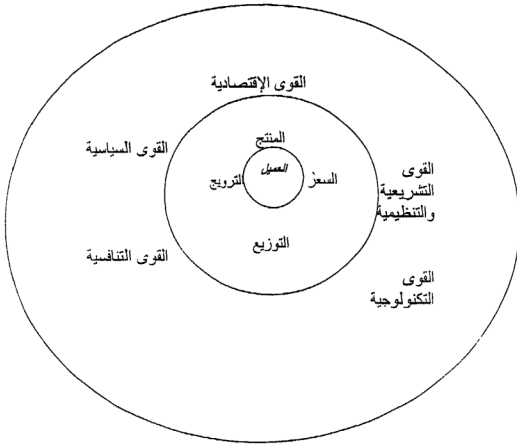 القوى الإقتصادية
المنتج
القوى السياسية
العميل
السعر
الترويج
القوى
التشريعية
والتنظيمية
التوزيع
القوى التنافسية
القوى
التكنولوجية